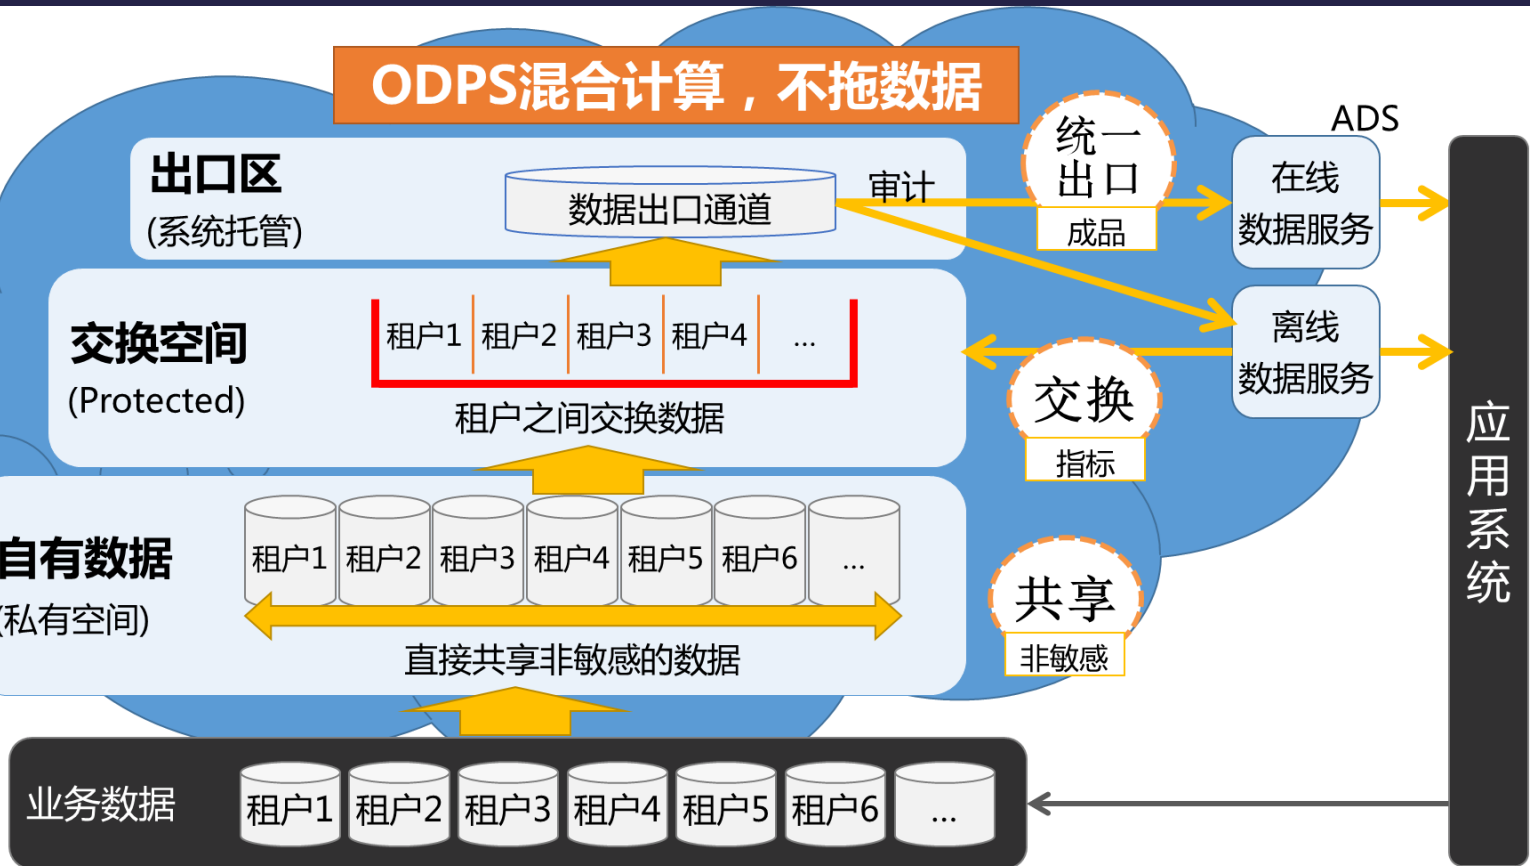 ODPS混合计算，不拖数据
ADS
出口区
(系统托管)
数据出口通道
审计
统一
出口
成品
在线
数据服务
交换空间
(Protected)
租户1 租户2 租户3 租户4 ...
租户之间交换数据
交换
指标
离线
数据服务
自有数据
(私有空间)
租户1 租户2 租户3 租户4 租户5 租户6 ...
直接共享非敏感的数据
共享
非敏感
应用系统
业务数据
租户1 租户2 租户3 租户4 租户5 租户6 ...